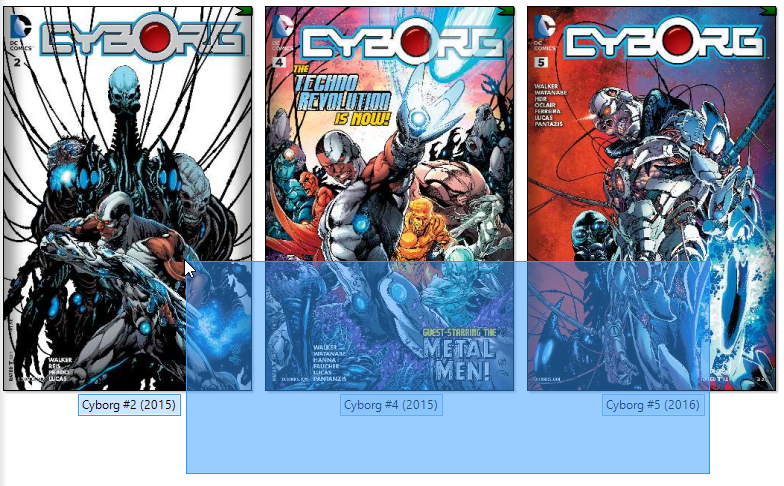 DC
COMICS
2
CYBORG
WALKER
REIS
PRADO
LUCAS
DC
COMICS
4
CYBORG
THE
TECHNO
REVOLUTION
IS NOW!
WALKER
WATANABE
HANNA
FAUCHER
LUCAS
PANTAZIS
GUEST-STARRING THE
METAL
MEN!
DC
COMICS
5
CYBORG
WALKER
WATANABE
HDR
OCLAIR
FERREIRA
LUCAS
PANTAZIS
Cyborg #2 (2015)
Cyborg #4 (2015)
Cyborg #5 (2016)